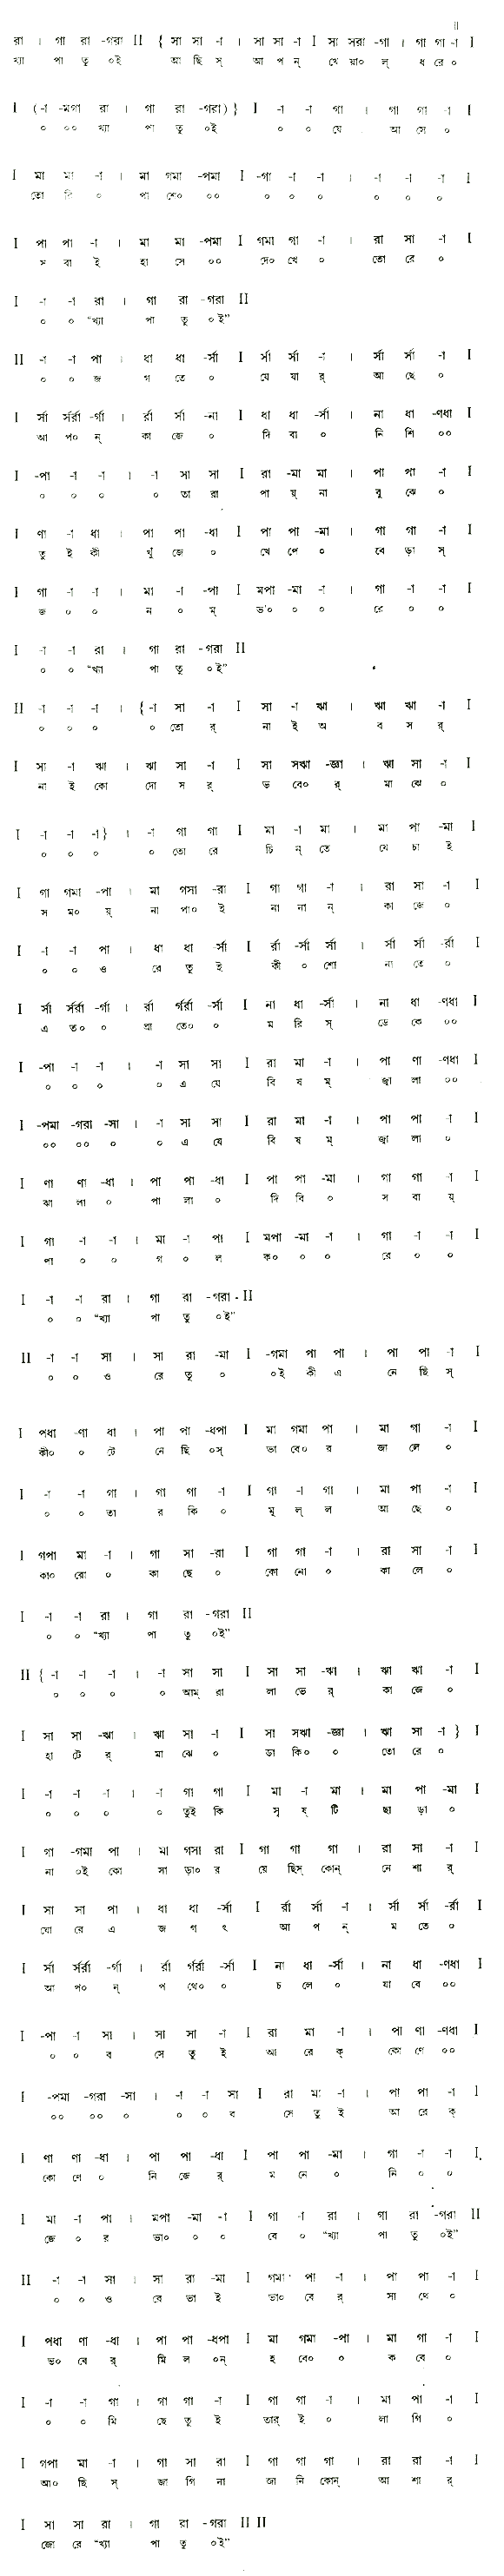 ॥
রা । গা রা -গরা II { সা সা -া । সা সা -া I সা সরা -গা । গা গা -া I
খ্যা পা তু ০ই আ ছি স্ আ প ন্ খে য়া০ ল্ ধ রে ০
I (-া -মগা রা । গা রা -গরা) } I -া -া গা । গা গা -া I
০ ০০ খ্যা পা তু ০ই ০ ০ যে আ সে ০
I মা মা -া । মা গমা -পমা I -গা -া -া । -া -া -া I
তো রি ০ পা শে০ ০০ ০ ০ ০ ০ ০ ০
I পা পা -া । মা মা -পমা I গমা গা -া । রা সা -া I
স বা ই হা সে ০০ দে০ খে ০ তো রে ০
I -া -া রা । গা রা -গরা II
০ ০ “খ্যা পা তু ০ই”
II -া -া পা । ধা ধা -র্সা I র্সা র্সা -া । র্সা র্সা -া I
০ ০ জ গ তে ০ যে যার্ আ ছে ০
I র্সা র্সর্রা -র্গা । র্রা র্সা -না I ধা ধা -র্সা । না ধা -ণধা I
আ প০ ন্ কা জে ০ দি বা ০ নি শি ০০
I -পা -া -া । -া সা সা I রা -মা মা । পা পা -া I
০ ০ ০ ০ তা রা পা য়্ না বু ঝে ০
I ণা -া ধা । পা পা -ধা I পা পা -মা । গা গা -া I
তু ই কী খুঁ জে ০ খে পে ০ বে ড়া স্
I গা -া -া । মা -া -পা I মপা -মা -া । গা -া -া I
জ ০ ০ ন ০ ম্ ভ’০ ০ ০ রে ০ ০
I -া -া রা । গা রা -গরা II
০ ০ “খ্যা পা তু ০ই”
II -া -া -া । {-া সা -া I সা -া ঋা । ঋা ঋা -া I
০ ০ ০ ০ তো র্ না ই অ ব স র্
I সা -া ঋা । ঋা সা -া I সা সঋা -জ্ঞা । ঋা সা -া I
না ই কো দো স র্ ভ বে০ র্ মা ঝে ০
I -া -া -া} । -া গা গা I মা -া মা । মা পা -মা I
০ ০ ০ ০ তো রে চি ন্ তে যে চা ই
I গা গমা -পা । মা গসা -রা I গা গা -া । রা সা -া I
স ম০ য়্ না পা০ ই না না ন্ কা জে ০
I -া -া পা । ধা ধা -র্সা I র্রা -র্সা র্সা । র্সা র্সা -র্রা I
০ ০ ও রে তু ই কী ০ শো না তে ০
I র্সা র্সর্রা -র্গা । র্রা র্গর্রা -র্সা I না ধা -র্সা । না ধা -ণধা I
এ ত০ ০ প্রা তে০ ০ ম রি স্ ডে কে ০০
I -পা -া -া । -া সা সা I রা মা -া । পা ণা -ণধা I
০ ০ ০ ০ এ যে বি ষ ম্ জ্বা লা ০০
I -পমা -গরা -সা । -া সা সা I রা মা -া । পা পা -া I
০০ ০০ ০ ০ এ যে বি ষ ম্ জ্বা লা ০
I ণা ণা -ধা । পা পা -ধা I পা পা -মা । গা গা -া I
ঝা লা ০ পা লা ০ দি বি ০ স বা য়্
I গা -া -া । মা -া পা I মপা -মা -া । গা -া -া I
পা ০ ০ গ ০ ল ক০ ০ ০ রে ০ ০
I -া -া রা । গা রা -গরা II
০ ০ “খ্যা পা তু ০ই”
II -া -া সা । সা রা -মা I -গমা পা পা । পা পা -া I
০ ০ ও রে তু ০ ০ই কী এ নে ছি স্
I পধা -ণা ধা । পা পা -ধপা I মা গমা পা । মা গা -া I
কী০ ০ টে নে ছি ০স্ ভা বে০ র জা লে ০
I -া -া গা । গা গা -া I গা -া গা । মা পা -া I
০ ০ তা র কি ০ মূ ল্ ল আ ছে ০
I গপা মা -া । গা সা -রা I গা গা -া । রা সা -া I
কা০ রো ০ কা ছে ০ কো নো ০ কা লে ০
I -া -া রা । গা রা -গরা II
০ ০ “খ্যা পা তু ০ই”
II { -া -া -া । -া সা সা I সা সা -ঋা । ঋা ঋা -া I
০ ০ ০ ০ আম্ রা লা ভে র্ কা জে ০
I সা সা -ঋা । ঋা সা -া I সা সঋা -জ্ঞা । ঋা সা -া } I
হা টে র্ মা ঝে ০ ডা কি০ ০ তো রে ০
I -া -া -া । -া গা গা I মা -া মা । মা পা -মা I
০ ০ ০ ০ তুই কি সৃ য্ টি ছা ড়া ০
I গা -গমা পা । মা গসা রা I গা গা গা । রা সা -া I
না ০ই কো সা ড়া০ র য়ে ছিস্ কোন্ নে শা র্
I সা সা পা । ধা ধা -র্সা I র্রা র্সা -া । র্সা র্সা -র্রা I
ঘো রে এ জ গ ৎ আ প ন্ ম তে ০
I র্সা র্সর্রা -র্গা । র্রা র্গর্রা -র্সা I না ধা -র্সা । না ধা -ণধা I
আ প০ ন্ প থে০ ০ চ লে ০ যা বে ০০
I -পা -া সা । সা সা -া I রা মা -া । পা ণা -ণধা I
০ ০ ব সে তু ই আ রে ক্ কো ণে ০০
I -পমা -গরা -সা । -া -া সা I রা মা -া । পা পা -া I
০০ ০০ ০ ০ ০ ব সে তু ই আ রে ক্
I ণা ণা -ধা । পা পা -ধা I পা পা -মা । গা -া -া I
কো ণে ০ নি জে র্ ম নে ০ নি ০ ০
I মা -া পা । মপা -মা -া I গা -া রা । গা রা -গরা II
জে ০ র ভা০ ০ ০ বে ০ “খ্যা পা তু ০ই”
II -া -া সা । সা রা -মা I গমা পা -া । পা পা -া I
০ ০ ও রে ভা ই ভা০ বে র্ সা থে ০
I পধা ণা -ধা । পা পা -ধপা I মা গমা -পা । মা গা -া I
ভ০ বে র্ মি ল ০ন্ হ বে০ ০ ক বে ০
I -া -া গা । গা গা -া I গা গা -া । মা পা -া I
০ ০ মি ছে তু ই তার্ ই ০ লা গি ০
I গপা মা -া । গা সা রা I গা গা গা । রা রা -া I
আ০ ছি স্ জা গি না জা নি কোন্ আ শা র্
I সা সা রা । গা রা -গরা II II
জো রে “খ্যা পা তু ০ই”